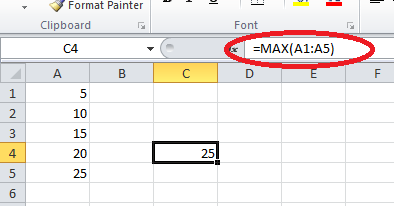 Format Painter
Clipboard
Font
C4
=MAX(A1:A5)
A B C D E F
1 5
2 10
3 15
4 20 25
5 25
6